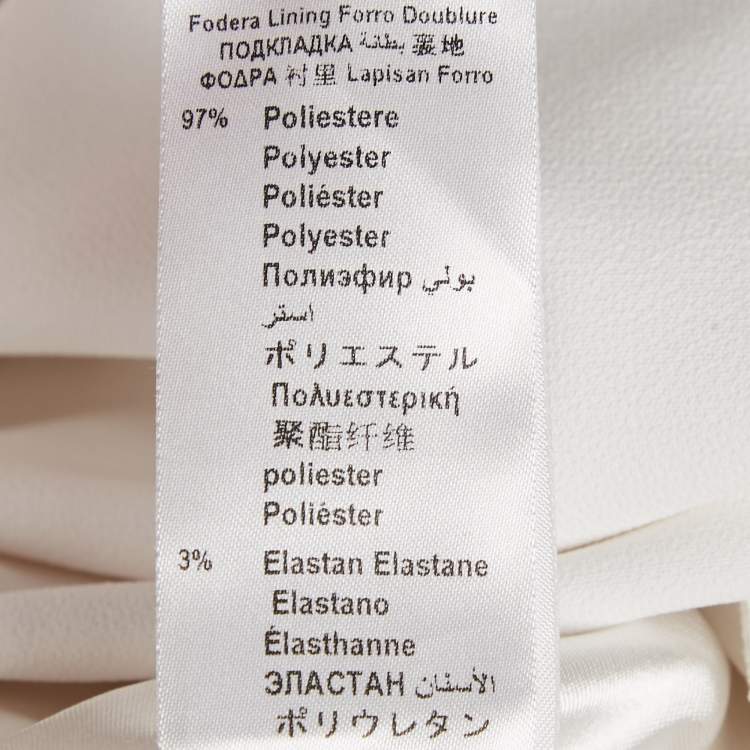 Fodera Lining Forro Doublure
ПОДКЛАДКА بطانة 裏地
ΦΟΔΡΑ 衬里 Lapisan Forro
97% Poliestere
Polyester
Poliéster
Polyester
Полиэфир بولي
استر
ポリエステル
Πολυεστερική
聚酯纤维
poliester
Poliéster
3% Elastan Elastane
Elastano
Élasthanne
ЭЛАСТАН الأسفان
ポリウレタン